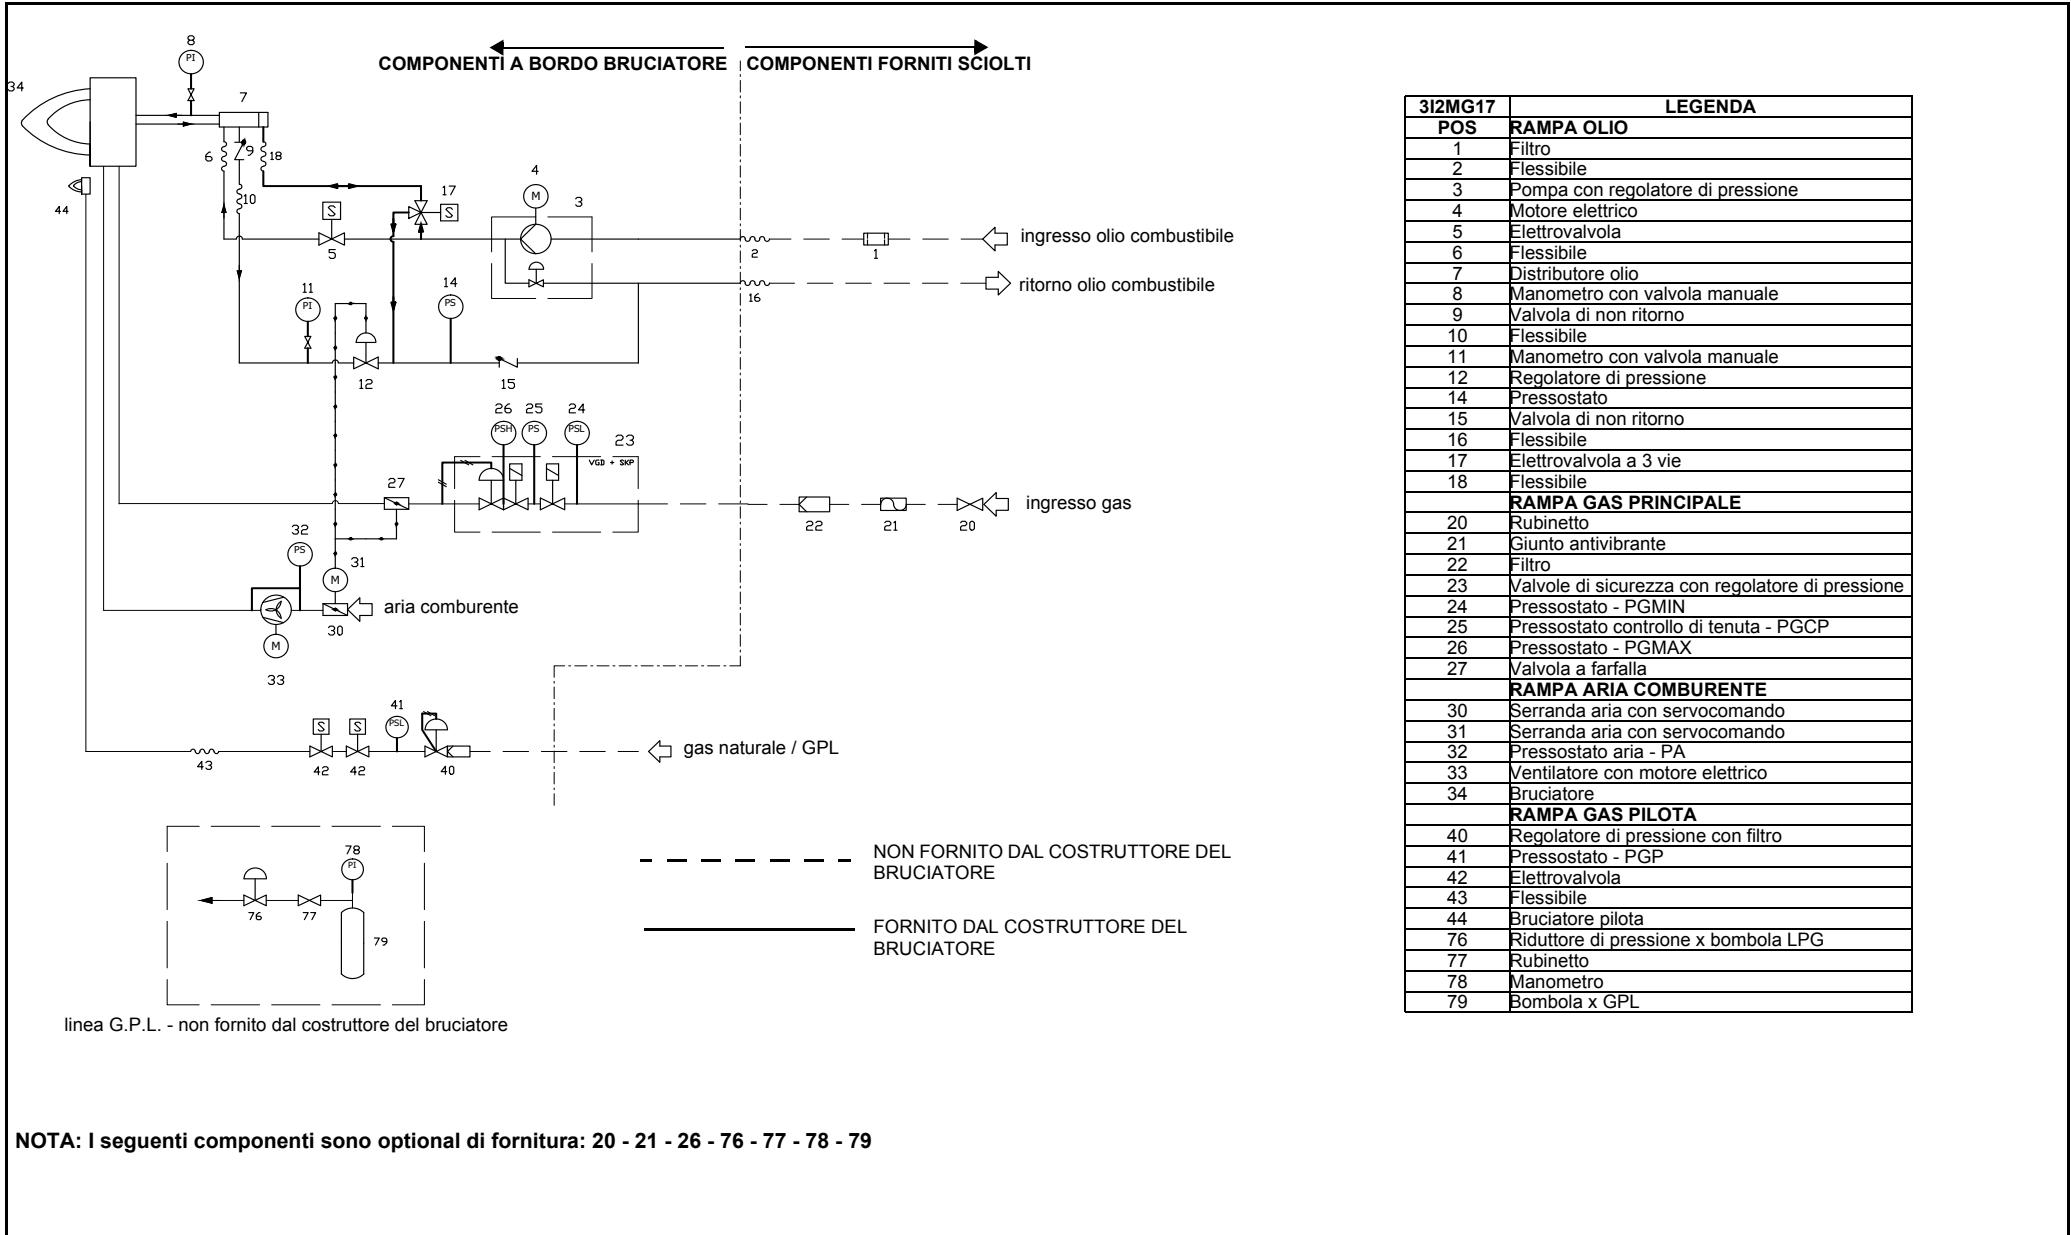 COMPONENTI A BORDO BRUCIATORE
COMPONENTI FORNITI SCIOLTI
8
PI
34
7
6
9
18
10
44
17
S
4
M
3
S
5
2
1
ingresso olio combustibile
16
ritorno olio combustibile
11
PI
14
PS
12
15
26
25
24
PSH
PS
PSL
23
VGD + SKP
27
22
21
20
ingresso gas
32
PS
31
M
30
aria comburente
M
33
41
S
S
PSL
43
42
42
40
gas naturale / GPL
78
PI
76
77
79
linea G.P.L. - non fornito dal costruttore del bruciatore
NON FORNITO DAL COSTRUTTORE DEL
BRUCIATORE
FORNITO DAL COSTRUTTORE DEL
BRUCIATORE
3I2MG17 LEGENDA
POS RAMPA OLIO
1 Filtro
2 Flessibile
3 Pompa con regolatore di pressione
4 Motore elettrico
5 Elettrovalvola
6 Flessibile
7 Distributore olio
8 Manometro con valvola manuale
9 Valvola di non ritorno
10 Flessibile
11 Manometro con valvola manuale
12 Regolatore di pressione
14 Pressostato
15 Valvola di non ritorno
16 Flessibile
17 Elettrovalvola a 3 vie
18 Flessibile
RAMPA GAS PRINCIPALE
20 Rubinetto
21 Giunto antivibrante
22 Filtro
23 Valvole di sicurezza con regolatore di pressione
24 Pressostato - PGMIN
25 Pressostato controllo di tenuta - PGCP
26 Pressostato - PGMAX
27 Valvola a farfalla
RAMPA ARIA COMBURENTE
30 Serranda aria con servocomando
31 Serranda aria con servocomando
32 Pressostato aria - PA
33 Ventilatore con motore elettrico
34 Bruciatore
RAMPA GAS PILOTA
40 Regolatore di pressione con filtro
41 Pressostato - PGP
42 Elettrovalvola
43 Flessibile
44 Bruciatore pilota
76 Riduttore di pressione x bombola LPG
77 Rubinetto
78 Manometro
79 Bombola x GPL
NOTA: I seguenti componenti sono optional di fornitura: 20 - 21 - 26 - 76 - 77 - 78 - 79